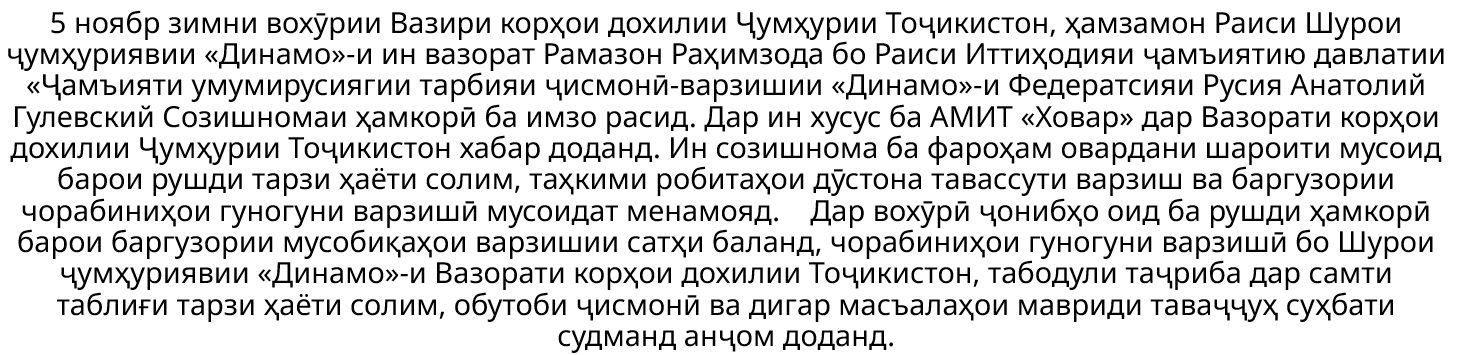 5 ноябр зимни вохӯрии Вазири корҳои дохилии Ҷумҳурии Тоҷикистон, ҳамзамон Раиси Шурои
ҷумҳуриявии «Динамо»-и ин вазорат Рамазон Раҳимзода бо Раиси Иттиҳодияи ҷамъиятию давлатии
«Ҷамъияти умумирусиягии тарбияи ҷисмонӣ-варзишии «Динамо»-и Федератсияи Русия Анатолий
Гулевский Созишномаи ҳамкорӣ ба имзо расид. Дар ин хусус ба АМИТ «Ховар» дар Вазорати корҳои
дохилии Ҷумҳурии Тоҷикистон хабар доданд. Ин созишнома ба фароҳам овардани шароити мусоид
барои рушди тарзи ҳаёти солим, таҳкими робитаҳои дӯстона тавассути варзиш ва баргузории
чорабиниҳои гуногуни варзишӣ мусоидат менамояд. Дар вохӯрӣ ҷонибҳо оид ба рушди ҳамкорӣ
барои баргузории мусобиқаҳои варзишии сатҳи баланд, чорабиниҳои гуногуни варзишӣ бо Шурои
ҷумҳуриявии «Динамо»-и Вазорати корҳои дохилии Тоҷикистон, табодули таҷриба дар самти
таблиғи тарзи ҳаёти солим, обутоби ҷисмонӣ ва дигар масъалаҳои мавриди таваҷҷуҳ суҳбати
судманд анҷом доданд.